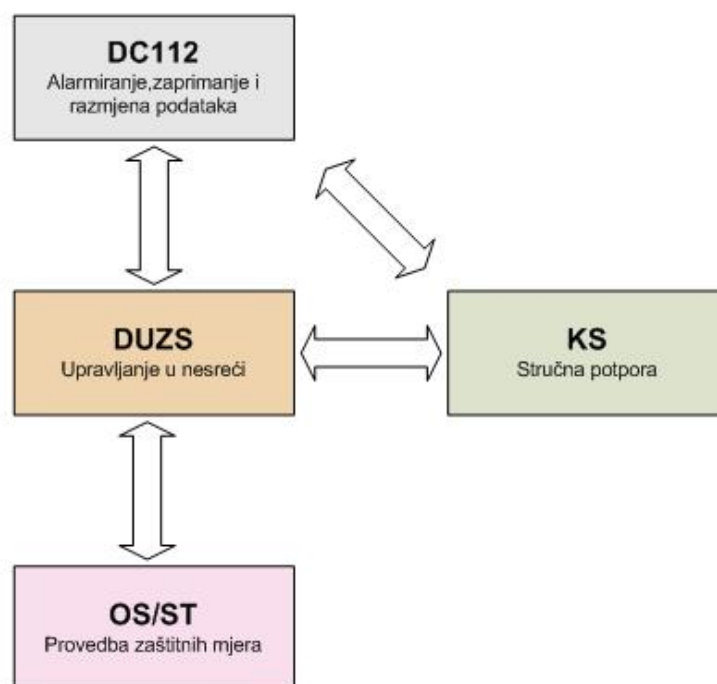 DC112
Alarmiranje,zaprimanje i
razmjena podataka
DUZS
Upravljanje u nesreći
KS
Stručna potpora
OS/ST
Provedba zaštitnih mjera